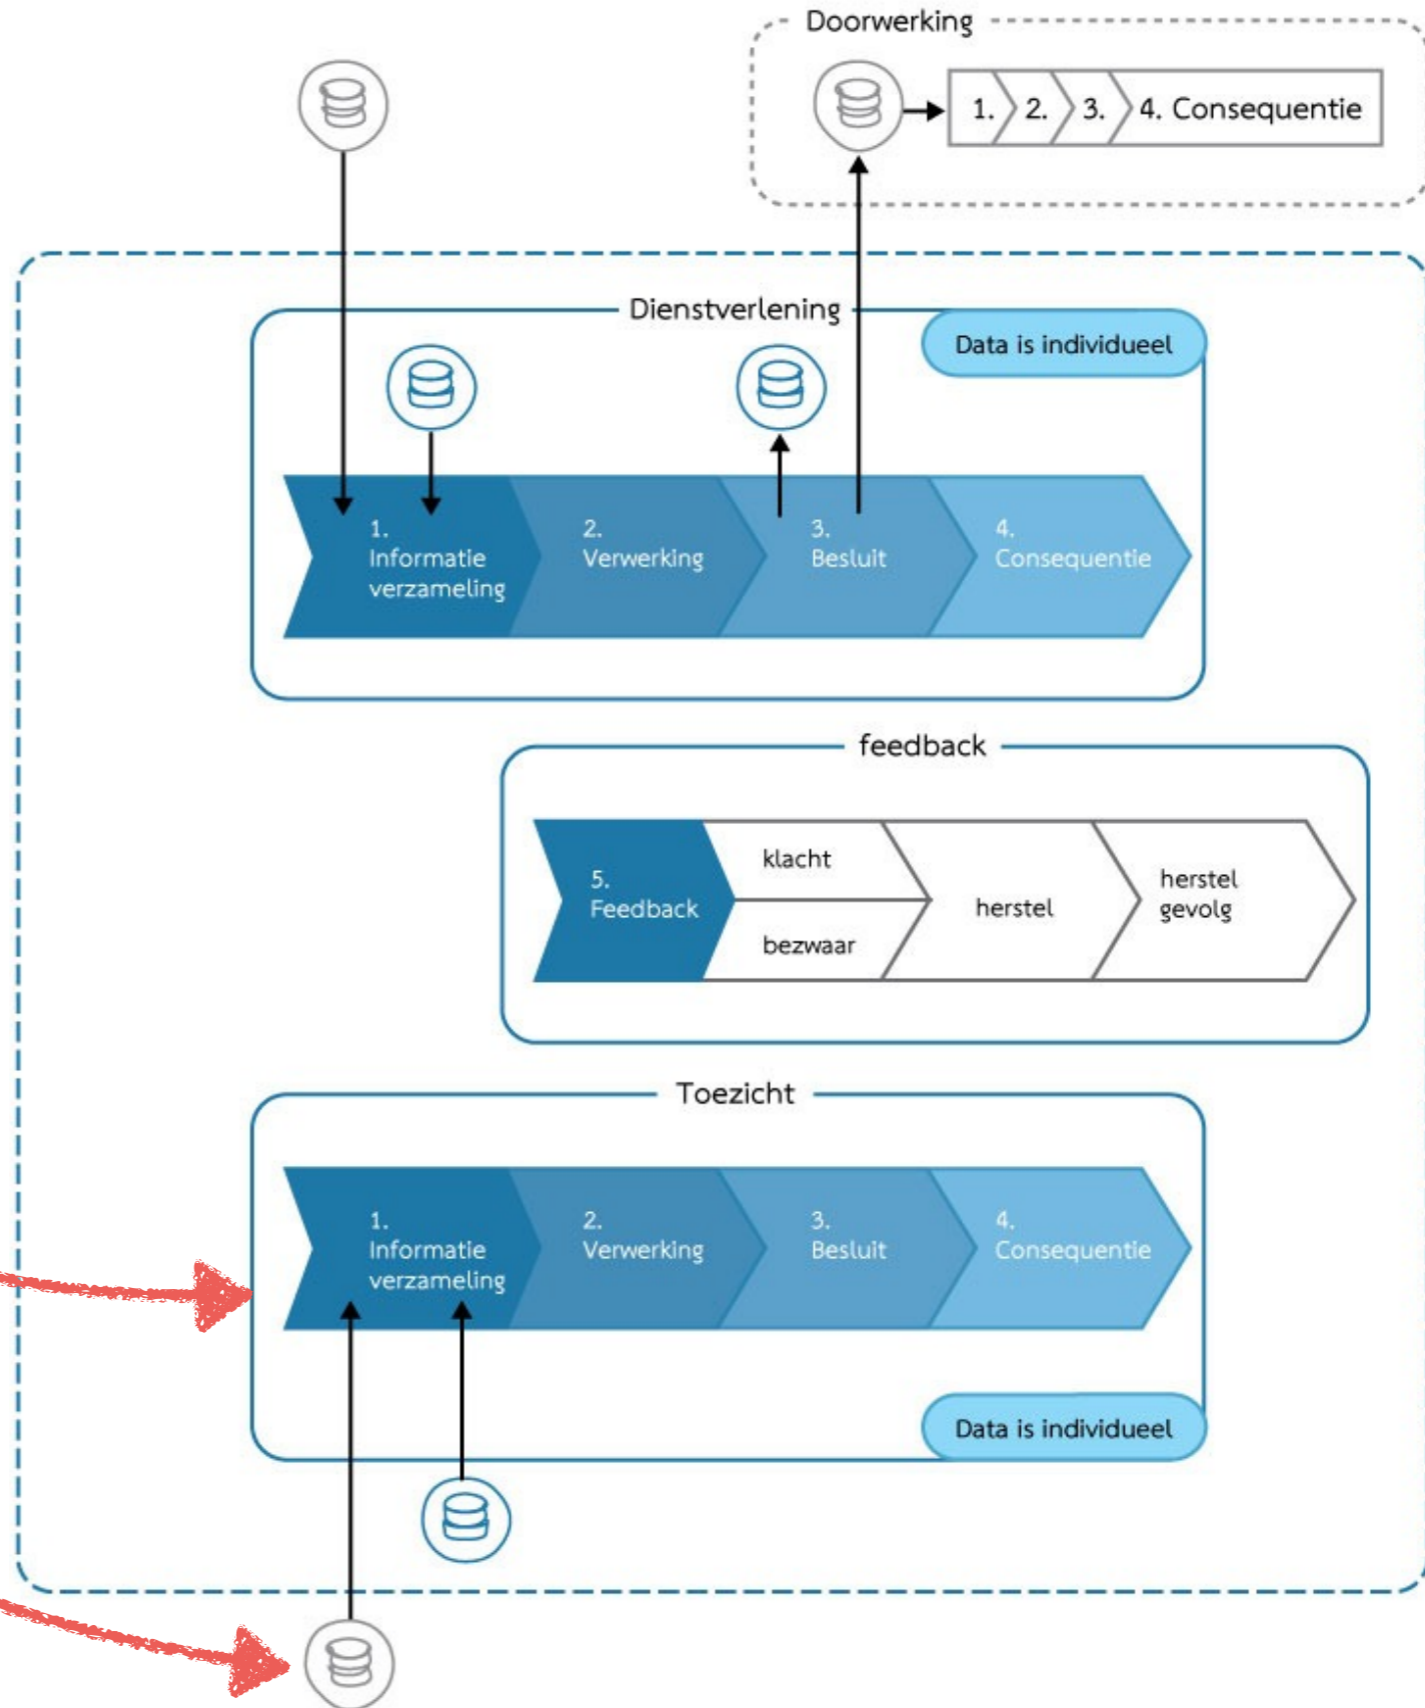 Doorwerking
1. 2. 3. 4. Consequentie
Dienstverlening
Data is individueel
1.
Informatie
verzameling
2.
Verwerking
3.
Besluit
4.
Consequentie
feedback
5.
Feedback
klacht
bezwaar
herstel
herstel
gevolg
Toezicht
1.
Informatie
verzameling
2.
Verwerking
3.
Besluit
4.
Consequentie
Data is individueel